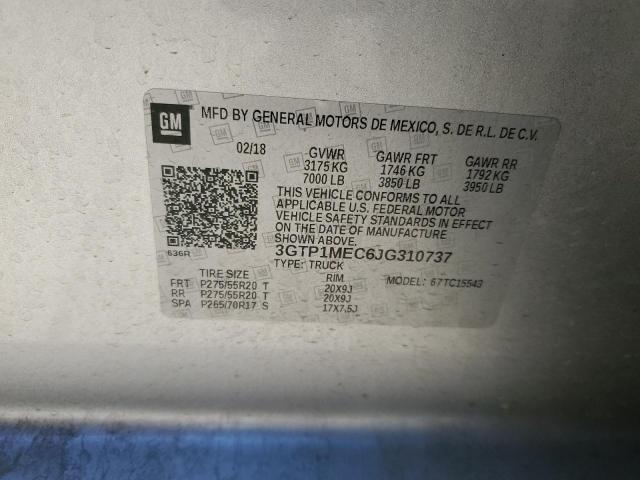 GM MFD BY GENERAL MOTORS DE MEXICO, S. DE R.L. DE C.V.
02/18 GVWR GAWR FRT GAWR RR
3175 KG 1746 KG 1792 KG
7000 LB 3850 LB 3950 LB
THIS VEHICLE CONFORMS TO ALL
APPLICABLE U.S. FEDERAL MOTOR
VEHICLE SAFETY STANDARDS IN EFFECT
ON THE DATE OF MANUFACTURE
SHOWN ABOVE.
636R 3GTP1MEC6JG310737
TYPE: TRUCK
TIRE SIZE RIM MODEL: 67TC15543
FRT P275/55R20 T 20X9J
RR P275/55R20 T 20X9J
SPA P265/70R17 S 17X7.5J